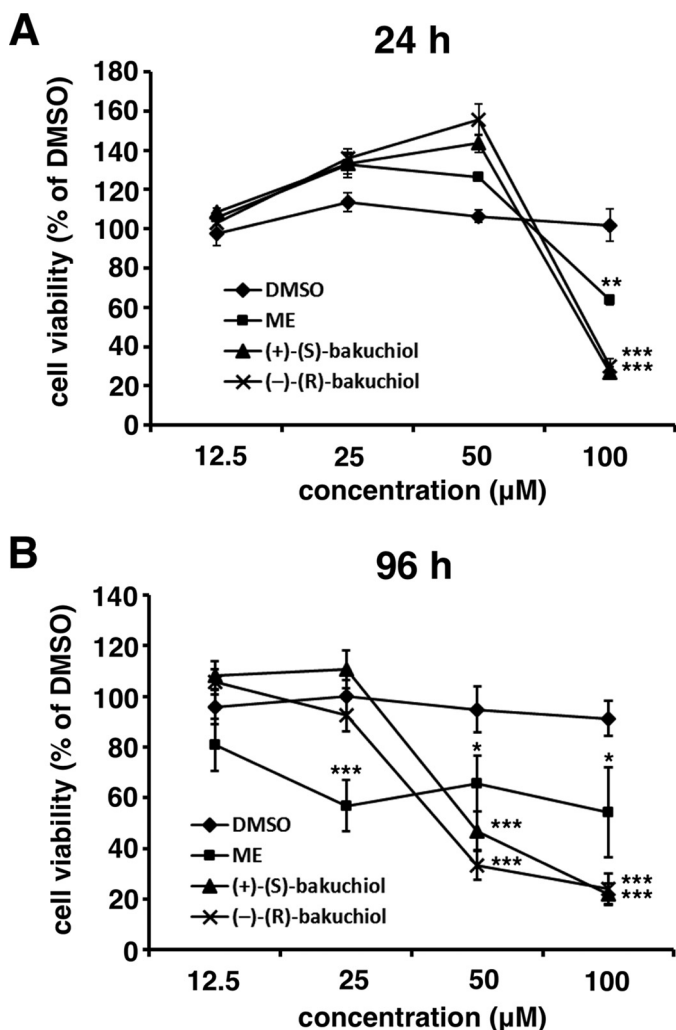 A
24 h
cell viability (% of DMSO)
180
160
140
120
100
80
60
40
20
0
DMSO
ME
(+)-(S)-bakuchiol
(−)-(R)-bakuchiol
**
***
***
12.5 25 50 100
concentration (µM)
B
96 h
cell viability (% of DMSO)
140
120
100
80
60
40
20
0
***
*
*
***
***
***
***
DMSO
ME
(+)-(S)-bakuchiol
(−)-(R)-bakuchiol
12.5 25 50 100
concentration (µM)